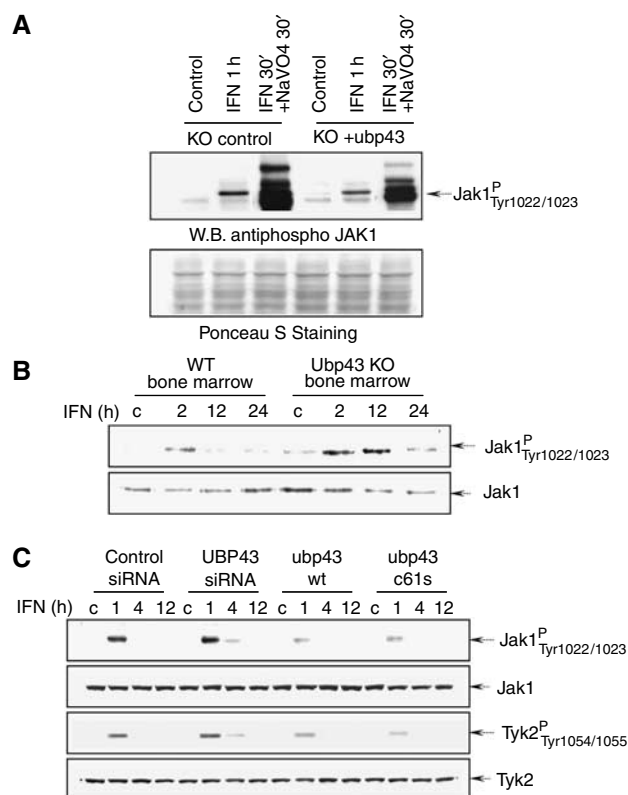 A
Control
IFN 1 h
IFN 30′
+NaVO4 30′
Control
IFN 1 h
IFN 30′
+NaVO4 30′
KO control
KO +ubp43
Jak1P Tyr1022/1023
W.B. antiphospho JAK1
Ponceau S Staining
B
WT
bone marrow
Ubp43 KO
bone marrow
IFN (h) c 2 12 24 c 2 12 24
Jak1P Tyr1022/1023
Jak1
C
Control
siRNA
UBP43
siRNA
ubp43
wt
ubp43
c61s
IFN (h) c 1 4 12 c 1 4 12 c 1 4 12 c 1 4 12
Jak1P Tyr1022/1023
Jak1
Tyk2P Tyr1054/1055
Tyk2